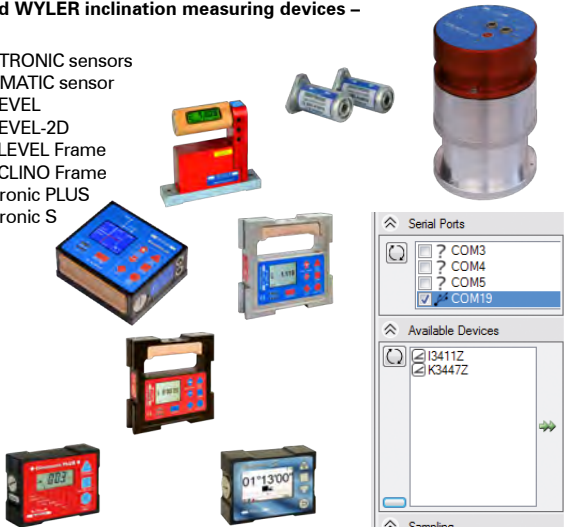 d WYLER inclination measuring devices –
TRONIC sensors
MATIC sensor
EVEL
EVEL-2D
LEVEL Frame
CLINO Frame
ronic PLUS
ronic S
Serial Ports
? COM3
? COM4
? COM5
COM19
Available Devices
I3411Z
K3447Z
Sampling
01°13'00"